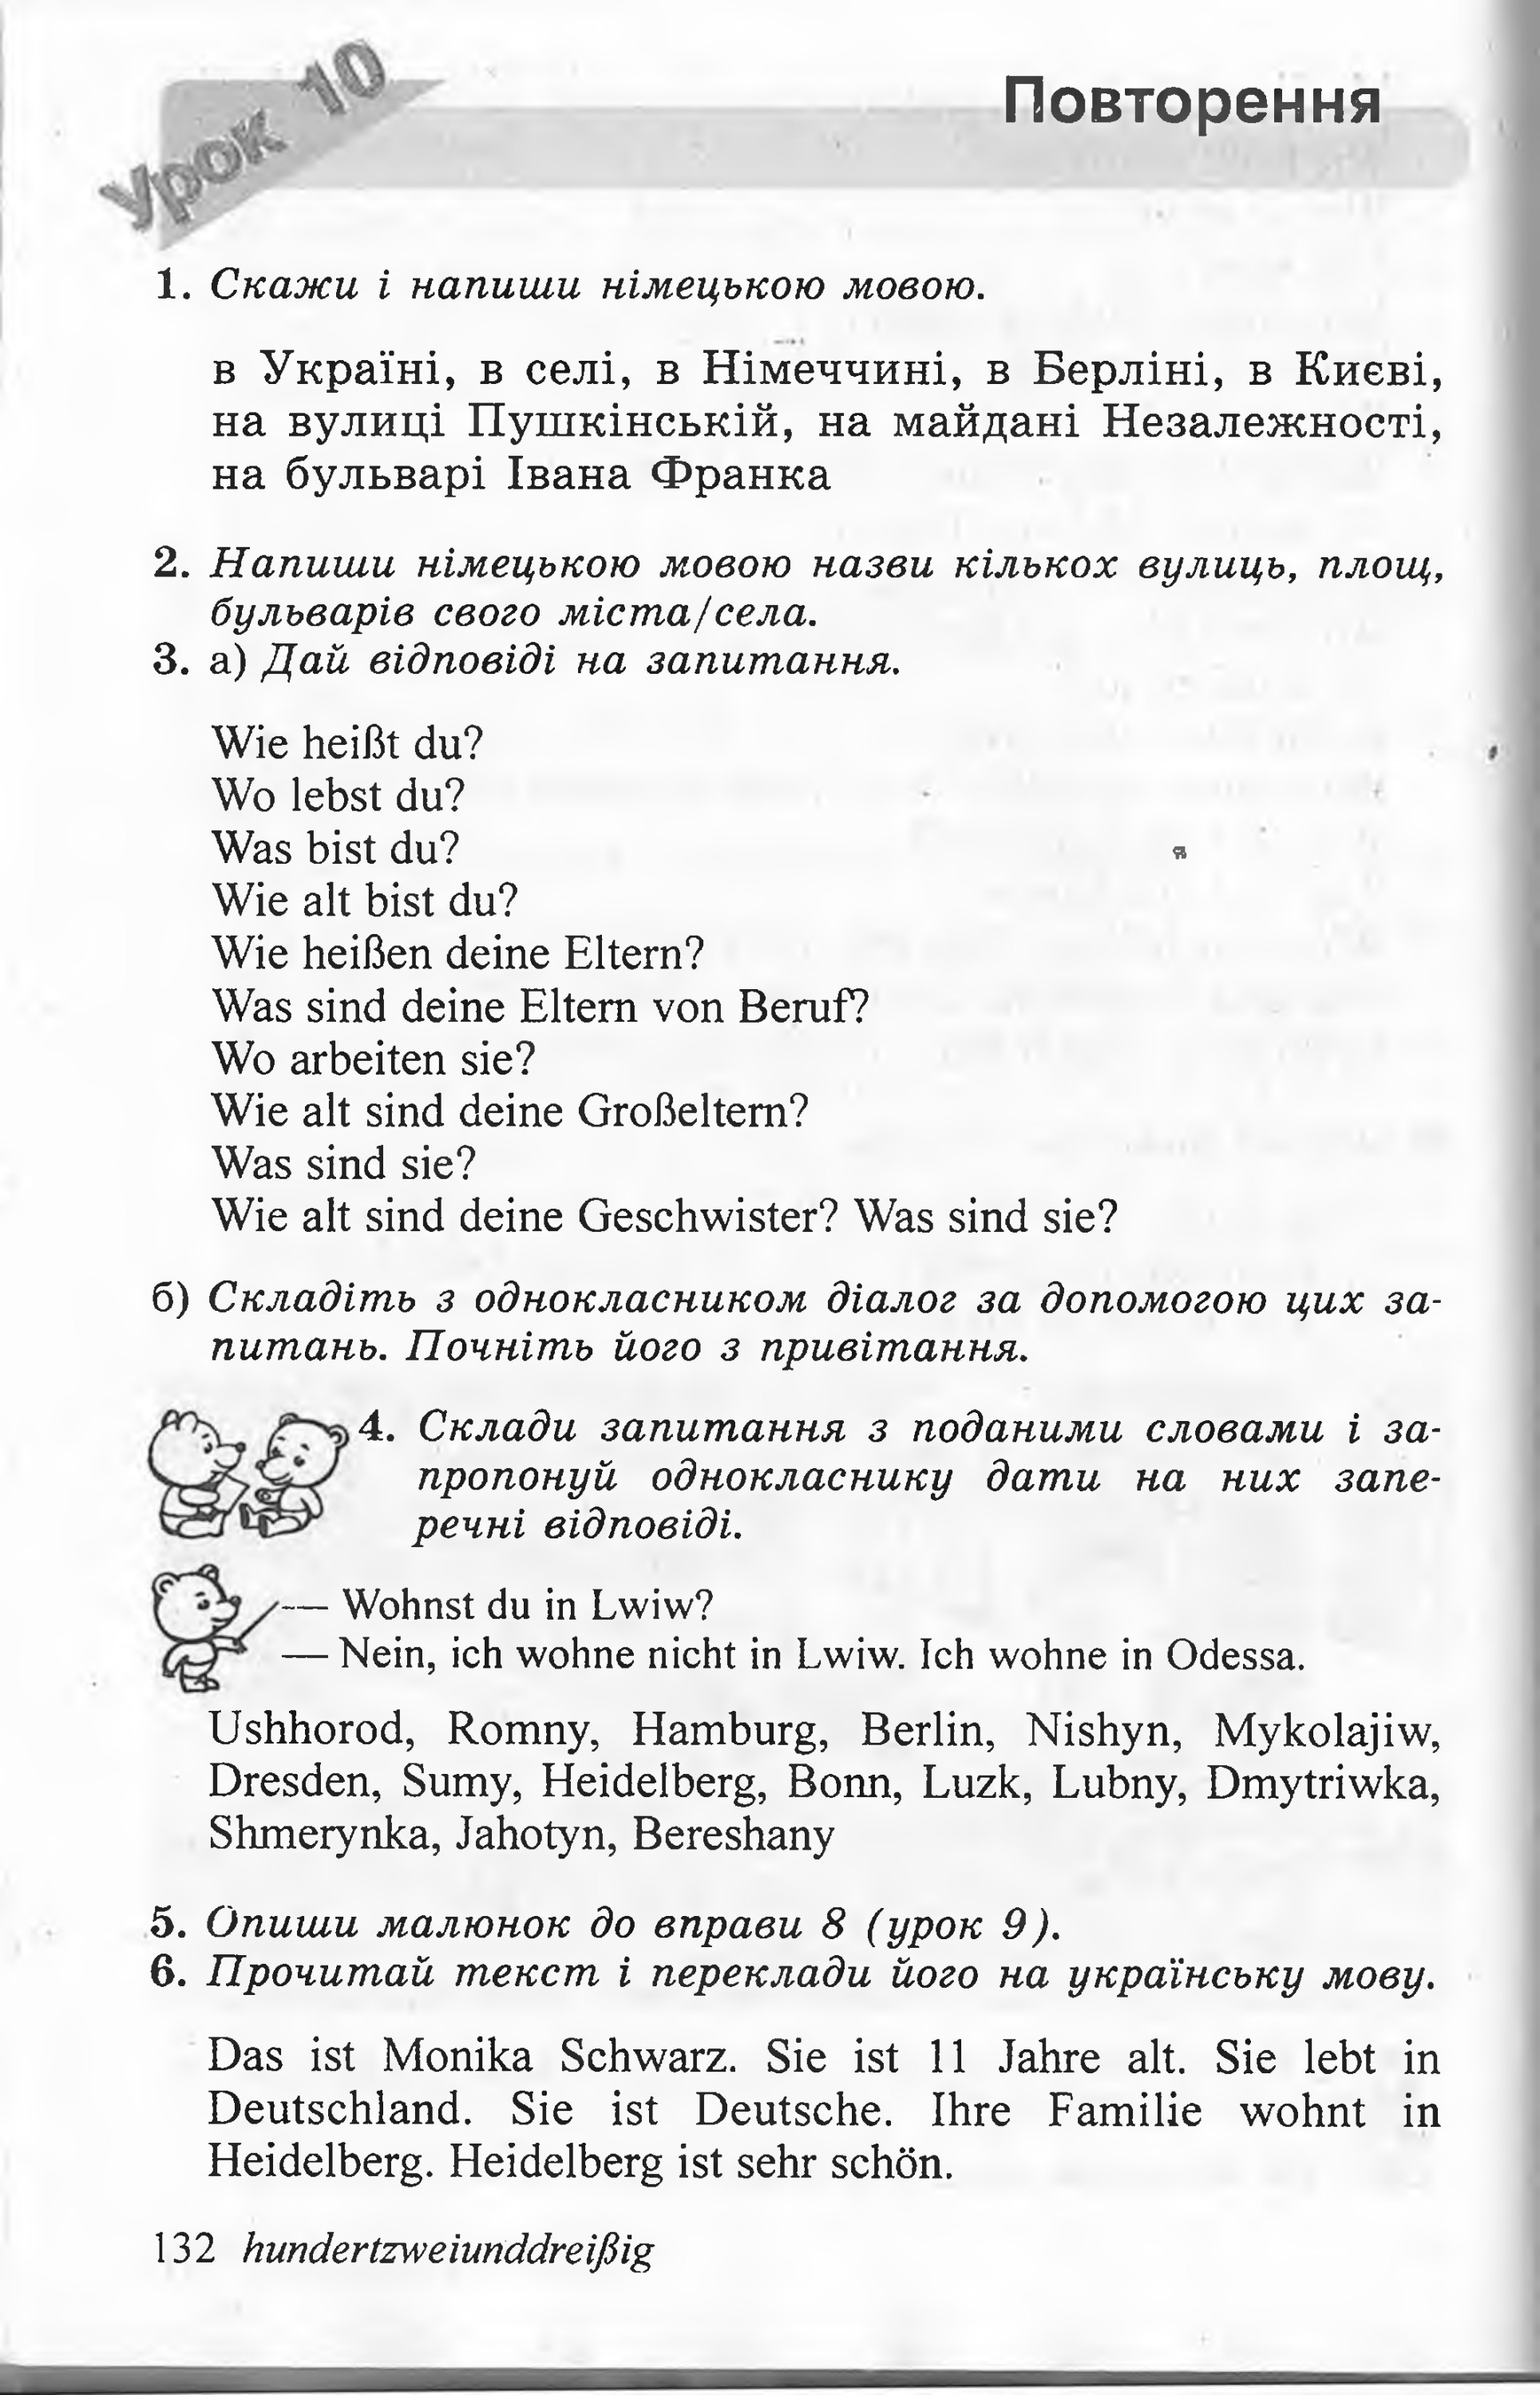 Урок 10
Повторення
1. Скажи і напиши німецькою мовою.
в Україні, в селі, в Німеччині, в Берліні, в Києві,
на вулиці Пушкінській, на майдані Незалежності,
на бульварі Івана Франка
2. Напиши німецькою мовою назви кількох вулиць, площ,
бульварів свого міста/села.
3. а) Дай відповіді на запитання.
Wie heißt du?
Wo lebst du?
Was bist du?
Wie alt bist du?
Wie heißen deine Eltern?
Was sind deine Eltern von Beruf?
Wo arbeiten sie?
Wie alt sind deine Großeltern?
Was sind sie?
Wie alt sind deine Geschwister? Was sind sie?
б) Складіть з однокласником діалог за допомогою цих за-
питань. Почніть його з привітання.
4. Склади запитання з поданими словами і за-
пропонуй однокласнику дати на них запе-
речні відповіді.
— Wohnst du in Lwiw?
— Nein, ich wohne nicht in Lwiw. Ich wohne in Odessa.
Ushhorod, Romny, Hamburg, Berlin, Nishyn, Mykolajiw,
Dresden, Sumy, Heidelberg, Bonn, Luzk, Lubny, Dmytriwka,
Shmerynka, Jahotyn, Bereshany
5. Опиши малюнок до вправи 8 (урок 9).
6. Прочитай текст і переклади його на українську мову.
Das ist Monika Schwarz. Sie ist 11 Jahre alt. Sie lebt in
Deutschland. Sie ist Deutsche. Ihre Familie wohnt in
Heidelberg. Heidelberg ist sehr schön.
132 hundertzweiunddreißig